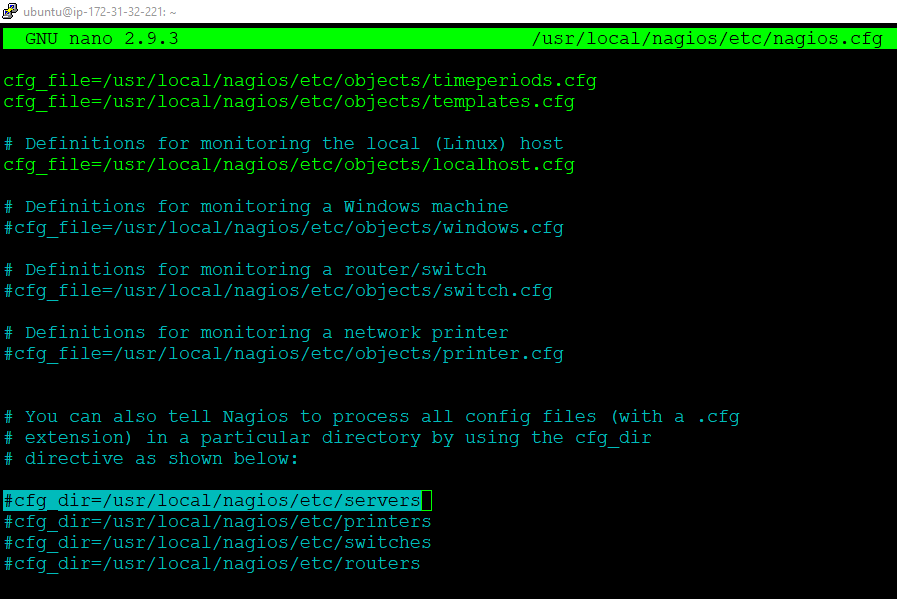 ubuntu@ip-172-31-32-221: ~
GNU nano 2.9.3 /usr/local/nagios/etc/nagios.cfg
cfg_file=/usr/local/nagios/etc/objects/timeperiods.cfg
cfg_file=/usr/local/nagios/etc/objects/templates.cfg
# Definitions for monitoring the local (Linux) host
cfg_file=/usr/local/nagios/etc/objects/localhost.cfg
# Definitions for monitoring a Windows machine
#cfg_file=/usr/local/nagios/etc/objects/windows.cfg
# Definitions for monitoring a router/switch
#cfg_file=/usr/local/nagios/etc/objects/switch.cfg
# Definitions for monitoring a network printer
#cfg_file=/usr/local/nagios/etc/objects/printer.cfg
# You can also tell Nagios to process all config files (with a .cfg
# extension) in a particular directory by using the cfg_dir
# directive as shown below:
#cfg_dir=/usr/local/nagios/etc/servers
#cfg_dir=/usr/local/nagios/etc/printers
#cfg_dir=/usr/local/nagios/etc/switches
#cfg_dir=/usr/local/nagios/etc/routers